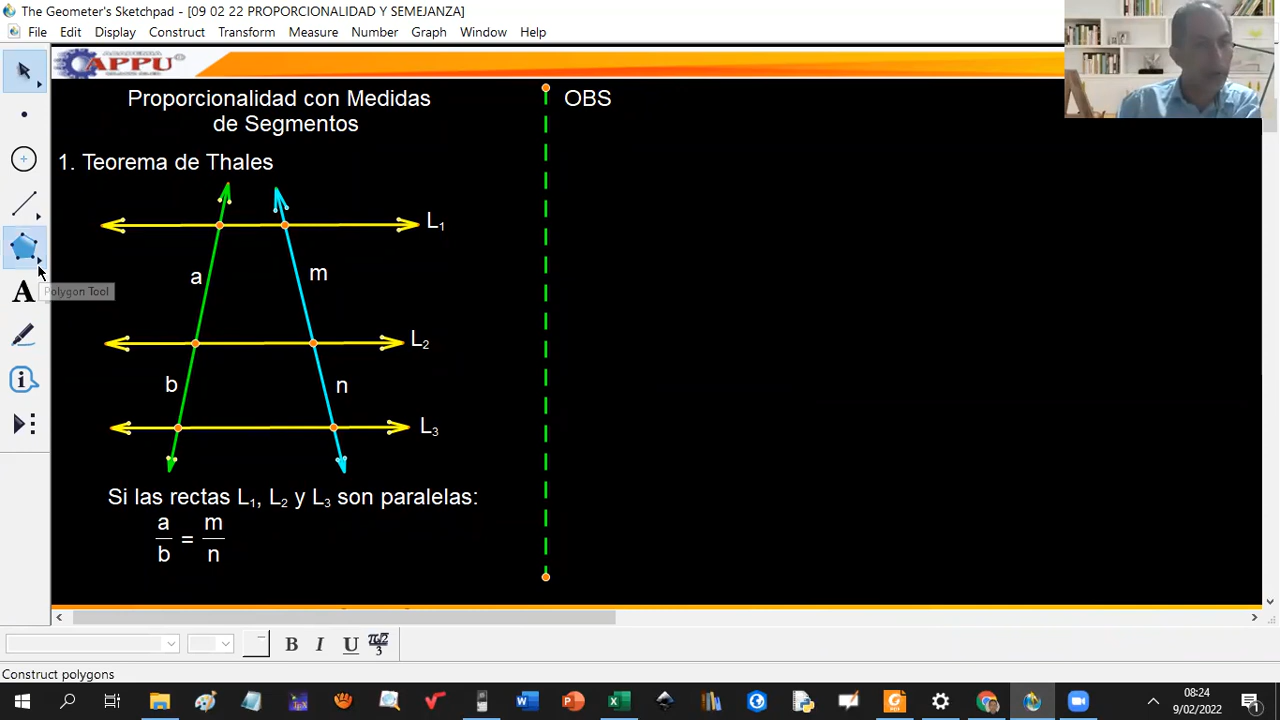 The Geometer's Sketchpad - [09 02 22 PROPORCIONALIDAD Y SEMEJANZA]
File Edit Display Construct Transform Measure Number Graph Window Help
APPU
Proporcionalidad con Medidas
de Segmentos
OBS
1. Teorema de Thales
L₁
a
m
L₂
b
n
L₃
Si las rectas L₁, L₂ y L₃ son paralelas:
a/b = m/n
A
Polygon Tool
B I U
Construct polygons
08:24
9/02/2022